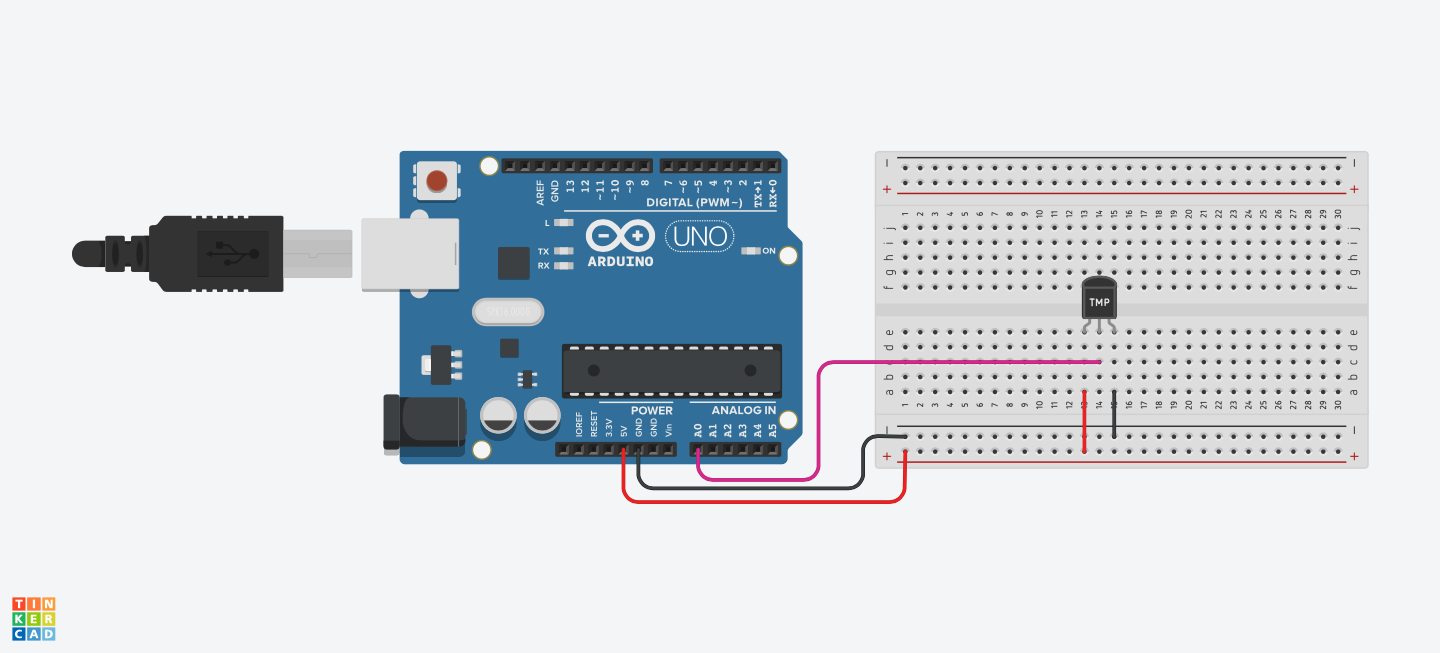 − −
+ +
1 2 3 4 5 6 7 8 9 10 11 12 13 14 15 16 17 18 19 20 21 22 23 24 25 26 27 28 29 30
j j
i i
h h
g g
f f
TMP
e e
d d
c c
b b
a a
1 2 3 4 5 6 7 8 9 10 11 12 13 14 15 16 17 18 19 20 21 22 23 24 25 26 27 28 29 30
− −
+ +
AREF GND 13 12 ~11 ~10 ~9 8 7 ~6 ~5 4 ~3 2 TX→1 RX←0
DIGITAL (PWM~)
L
TX
RX
ARDUINO
UNO
ON
POWER
ANALOG IN
IOREF RESET 3.3V 5V GND GND Vin A0 A1 A2 A3 A4 A5
TIN
KER
CAD